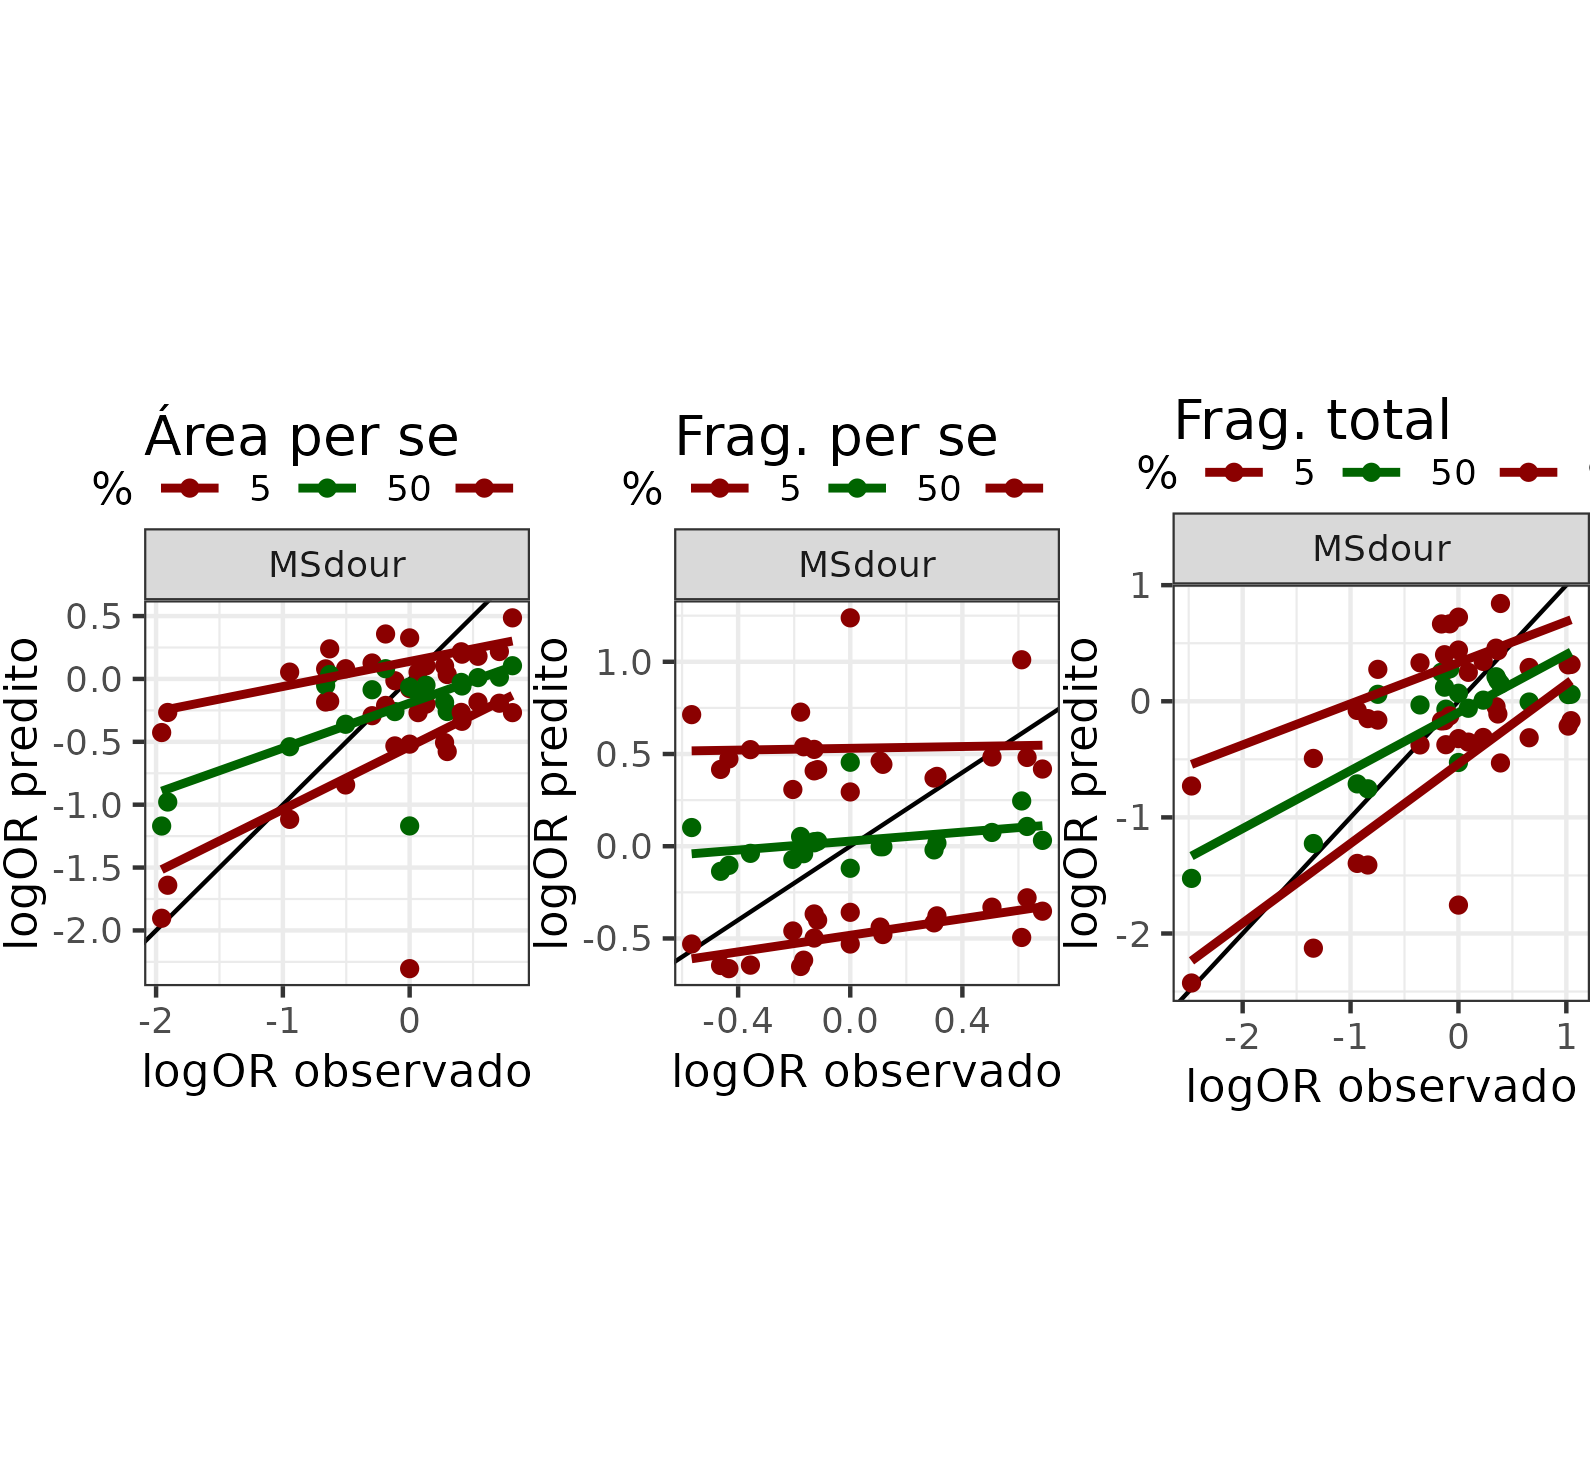 Área per se
% 5 50
MSdour
0.5
0.0
-0.5
-1.0
-1.5
-2.0
-2 -1 0
logOR predito
logOR observado
Frag. per se
% 5 50
MSdour
1.0
0.5
0.0
-0.5
-0.4 0.0 0.4
logOR predito
logOR observado
Frag. total
% 5 50
MSdour
1
0
-1
-2
-2 -1 0 1
logOR predito
logOR observado